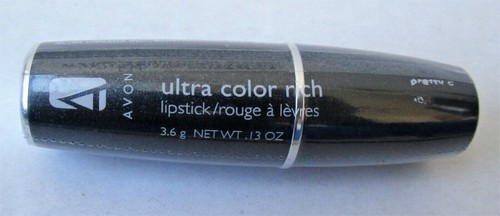 AVON
ultra color rich
lipstick/rouge à lèvres
3.6 g NET WT. .13 OZ